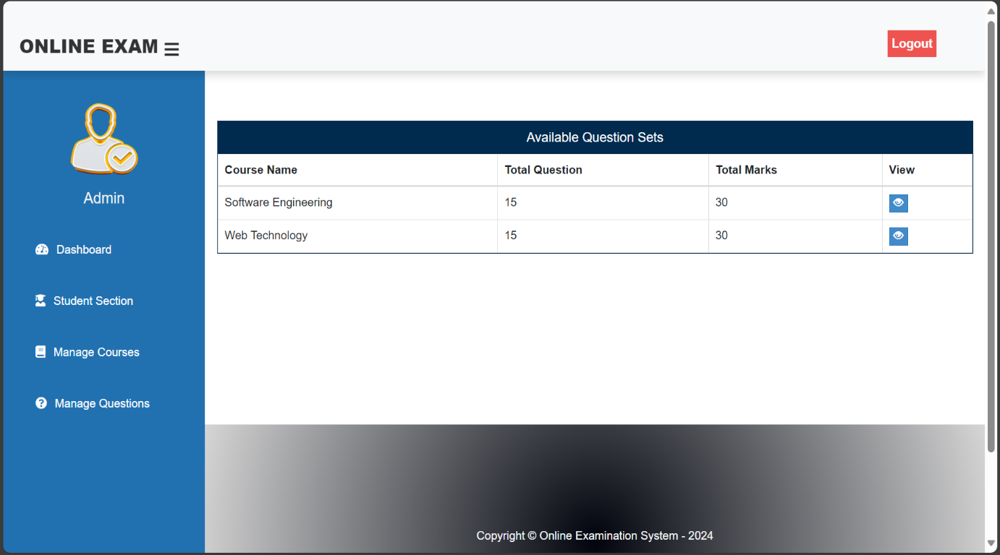 ONLINE EXAM
Logout
Admin
Dashboard
Student Section
Manage Courses
Manage Questions
Available Question Sets
Course Name Total Question Total Marks View
Software Engineering 15 30
Web Technology 15 30
Copyright © Online Examination System - 2024